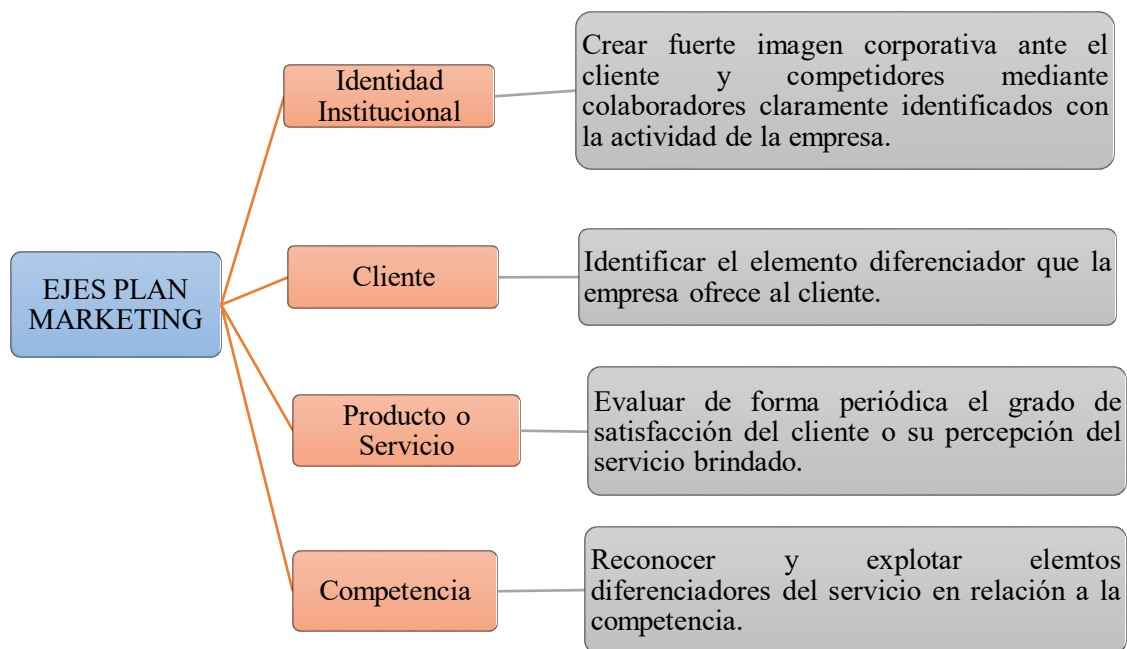 EJES PLAN
MARKETING
Identidad
Institucional
Crear fuerte imagen corporativa ante el
cliente y competidores mediante
colaboradores claramente identificados con
la actividad de la empresa.
Cliente
Identificar el elemento diferenciador que la
empresa ofrece al cliente.
Producto o
Servicio
Evaluar de forma periódica el grado de
satisfacción del cliente o su percepción del
servicio brindado.
Competencia
Reconocer y explotar elemtos
diferenciadores del servicio en relación a la
competencia.